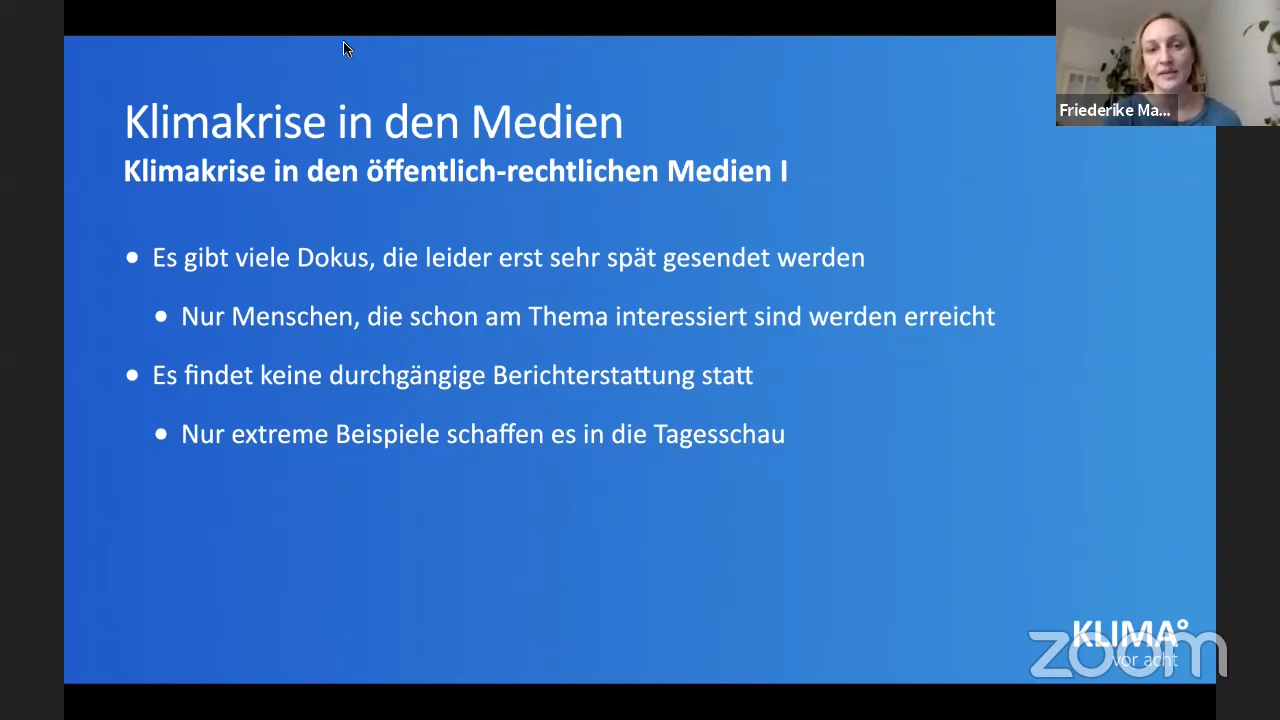 Friederike Ma...
Klimakrise in den Medien
Klimakrise in den öffentlich-rechtlichen Medien I
Es gibt viele Dokus, die leider erst sehr spät gesendet werden
Nur Menschen, die schon am Thema interessiert sind werden erreicht
Es findet keine durchgängige Berichterstattung statt
Nur extreme Beispiele schaffen es in die Tagesschau
KLIMA°
vor acht
zoom